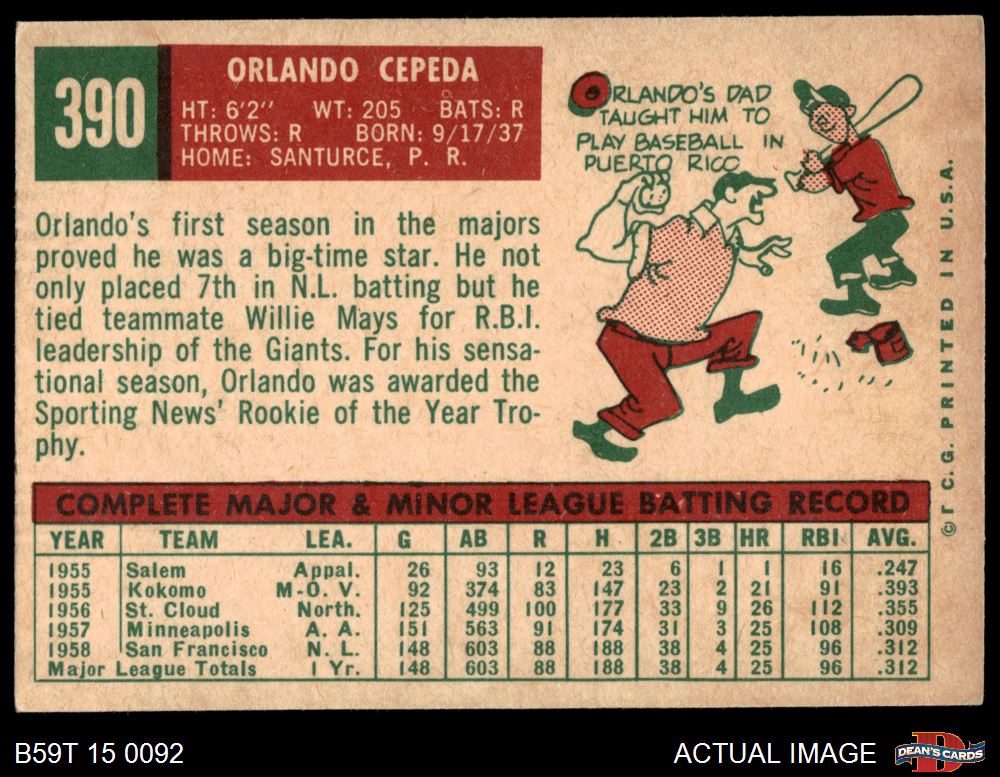 390
ORLANDO CEPEDA
HT: 6'2" WT: 205 BATS: R
THROWS: R BORN: 9/17/37
HOME: SANTURCE, P. R.
ORLANDO'S DAD
TAUGHT HIM TO
PLAY BASEBALL IN
PUERTO RICO
Orlando's first season in the majors
proved he was a big-time star. He not
only placed 7th in N.L. batting but he
tied teammate Willie Mays for R.B.I.
leadership of the Giants. For his sensa-
tional season, Orlando was awarded the
Sporting News' Rookie of the Year Tro-
phy.
© T. C. G. PRINTED IN U.S.A.
COMPLETE MAJOR & MINOR LEAGUE BATTING RECORD
YEAR TEAM LEA. G AB R H 2B 3B HR RBI AVG.
1955 Salem Appal. 26 93 12 23 6 1 1 16 .247
1955 Kokomo M-O. V. 92 374 83 147 23 2 21 91 .393
1956 St. Cloud North. 125 499 100 177 33 9 26 112 .355
1957 Minneapolis A. A. 151 563 91 174 31 3 25 108 .309
1958 San Francisco N. L. 148 603 88 188 38 4 25 96 .312
Major League Totals 1 Yr. 148 603 88 188 38 4 25 96 .312
B59T 15 0092
ACTUAL IMAGE
DEAN'S CARDS